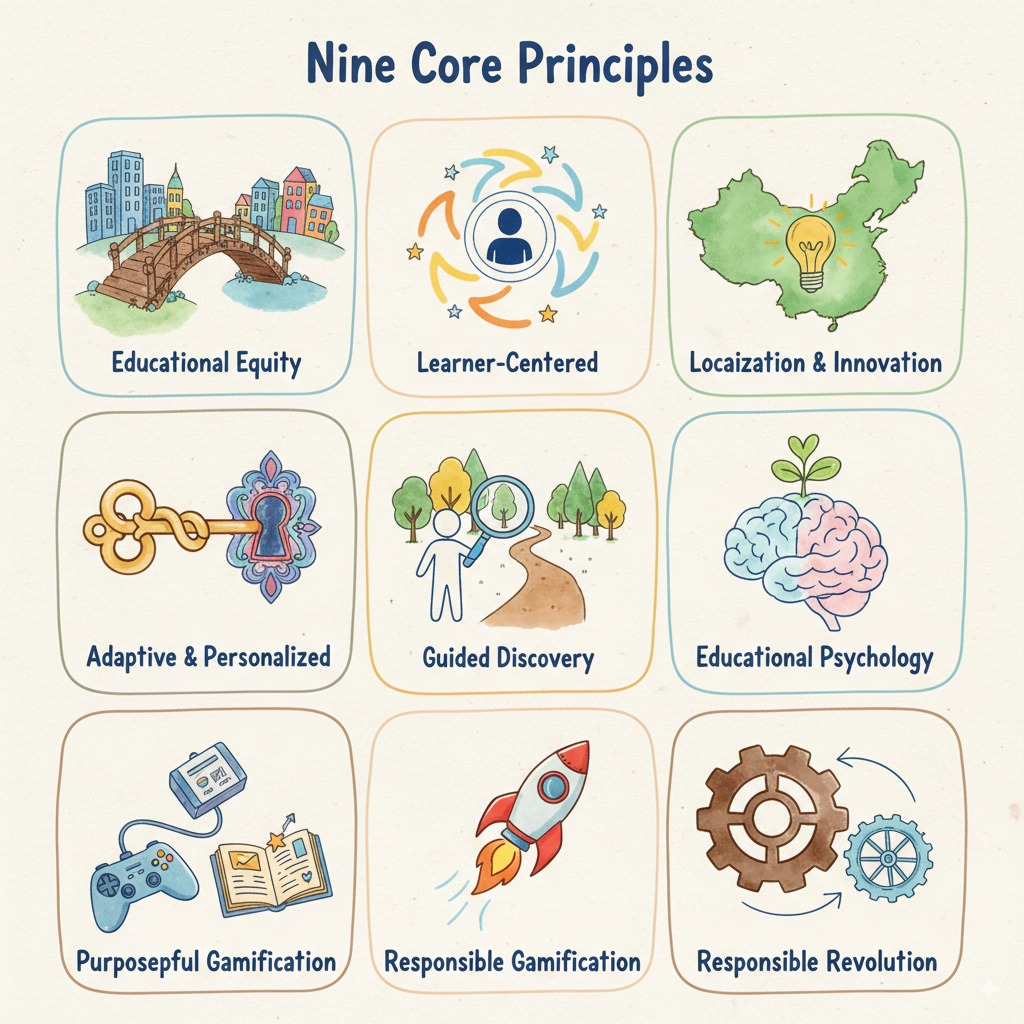 Nine Core Principles
Educational Equity
Learner-Centered
Locaization & Innovation
Adaptive & Personalized
Guided Discovery
Educational Psychology
Purposepful Gamification
Responsible Gamification
Responsible Revolution